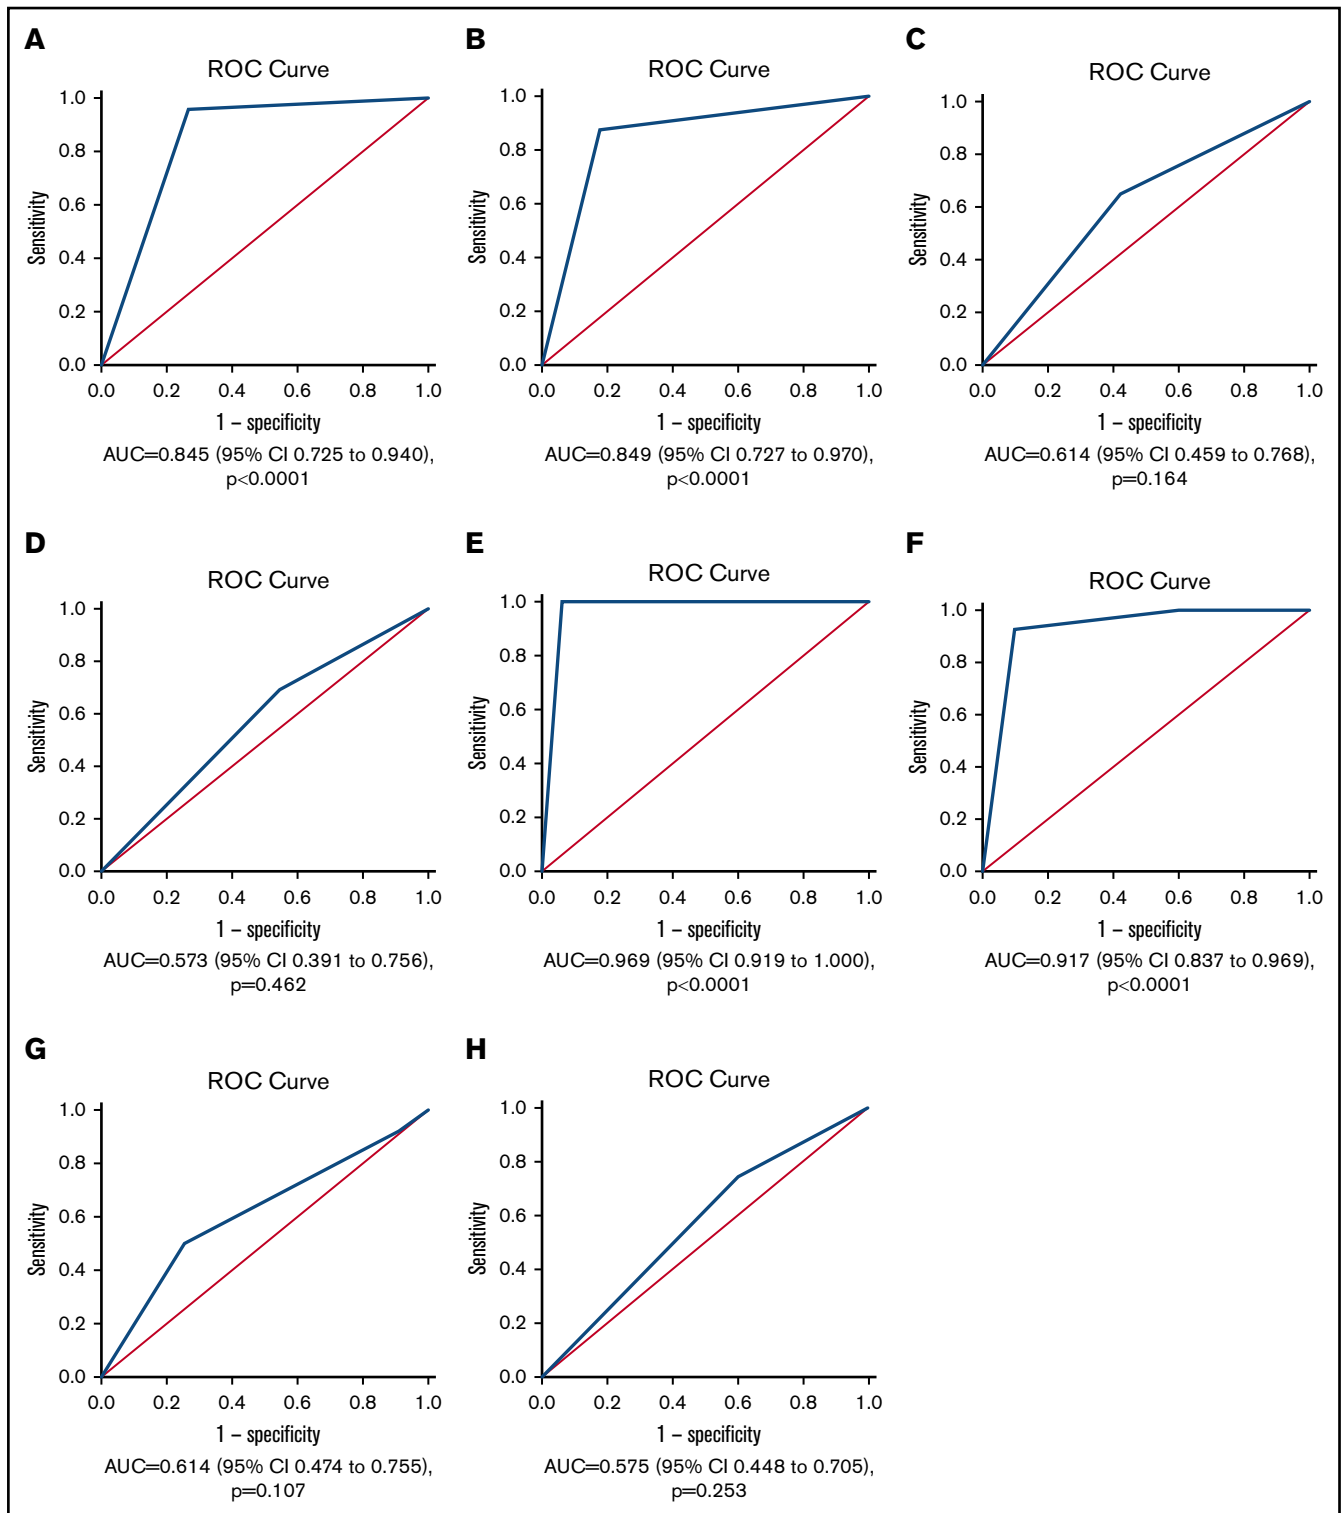 A
ROC Curve
1.0
0.8
0.6
0.4
0.2
0.0
Sensitivity
0.0 0.2 0.4 0.6 0.8 1.0
1 – specificity
AUC=0.845 (95% CI 0.725 to 0.940),
p<0.0001
B
ROC Curve
1.0
0.8
0.6
0.4
0.2
0.0
Sensitivity
0.0 0.2 0.4 0.6 0.8 1.0
1 – specificity
AUC=0.849 (95% CI 0.727 to 0.970),
p<0.0001
C
ROC Curve
1.0
0.8
0.6
0.4
0.2
0.0
Sensitivity
0.0 0.2 0.4 0.6 0.8 1.0
1 – specificity
AUC=0.614 (95% CI 0.459 to 0.768),
p=0.164
D
ROC Curve
1.0
0.8
0.6
0.4
0.2
0.0
Sensitivity
0.0 0.2 0.4 0.6 0.8 1.0
1 – specificity
AUC=0.573 (95% CI 0.391 to 0.756),
p=0.462
E
ROC Curve
1.0
0.8
0.6
0.4
0.2
0.0
Sensitivity
0.0 0.2 0.4 0.6 0.8 1.0
1 – specificity
AUC=0.969 (95% CI 0.919 to 1.000),
p<0.0001
F
ROC Curve
1.0
0.8
0.6
0.4
0.2
0.0
Sensitivity
0.0 0.2 0.4 0.6 0.8 1.0
1 – specificity
AUC=0.917 (95% CI 0.837 to 0.969),
p<0.0001
G
ROC Curve
1.0
0.8
0.6
0.4
0.2
0.0
Sensitivity
0.0 0.2 0.4 0.6 0.8 1.0
1 – specificity
AUC=0.614 (95% CI 0.474 to 0.755),
p=0.107
H
ROC Curve
1.0
0.8
0.6
0.4
0.2
0.0
Sensitivity
0.0 0.2 0.4 0.6 0.8 1.0
1 – specificity
AUC=0.575 (95% CI 0.448 to 0.705),
p=0.253